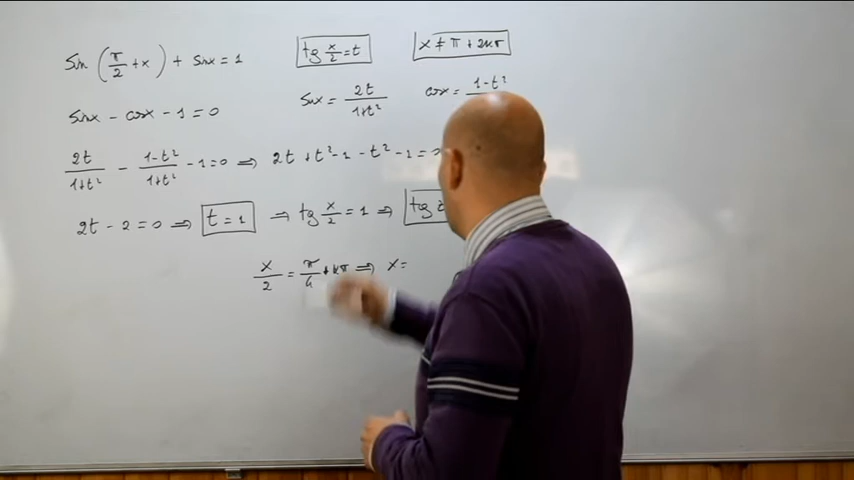 sin (π/2 + x) + sinx = 1
tg x/2 = t
x ≠ π + 2kπ
sinx - cosx - 1 = 0
sinx = 2t/1+t²
cosx = 1-t²
2t/1+t² - 1-t²/1+t² - 1 = 0 ⇒ 2t + t² - 1 - t² - 1 = 0
2t - 2 = 0 ⇒ t = 1 ⇒ tg x/2 = 1 ⇒ tg
x/2 = π/4 + kπ ⇒ x =